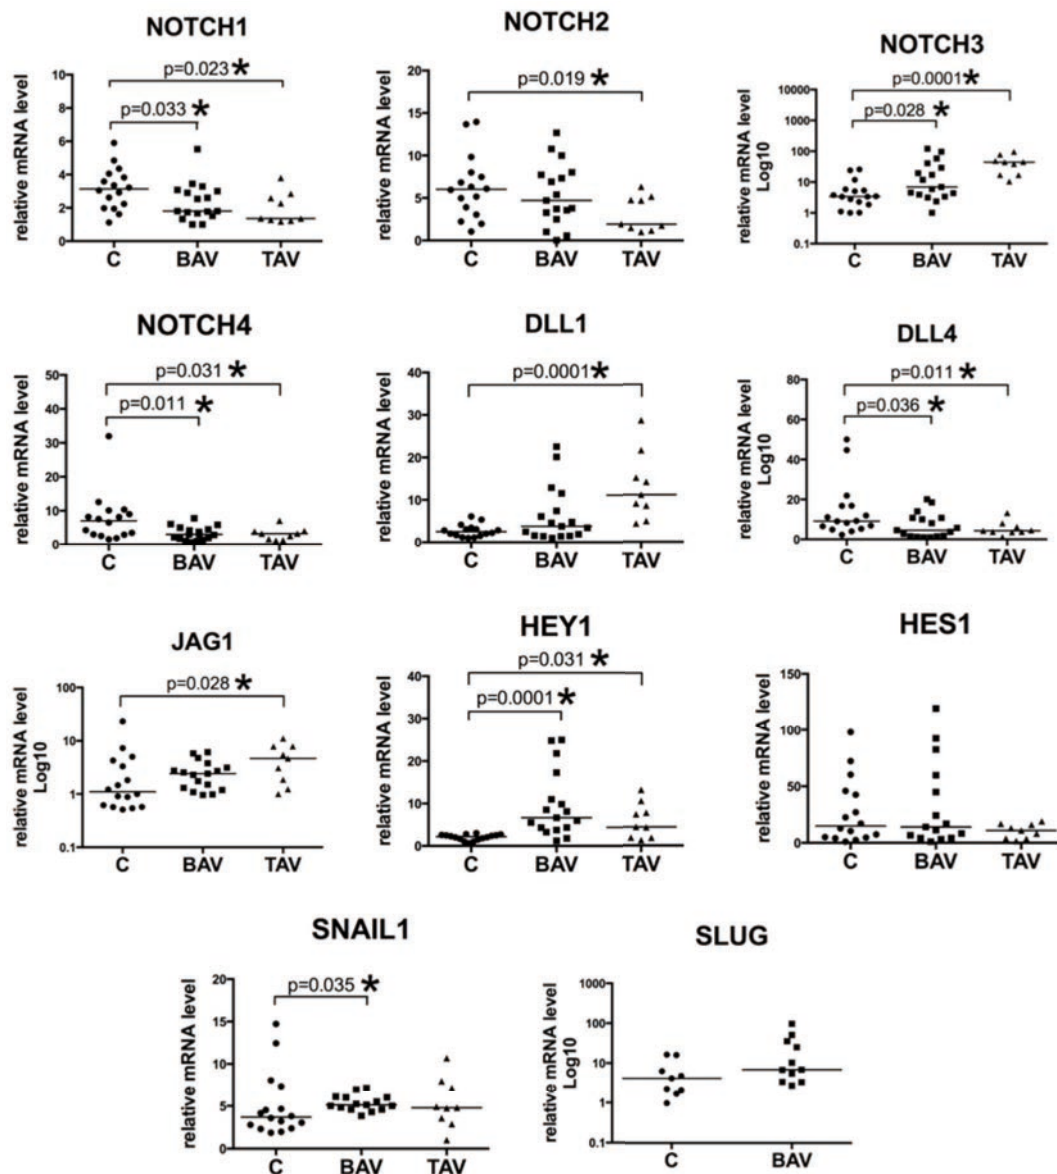 NOTCH1
p=0.023 *
p=0.033 *
relative mRNA level
10
8
6
4
2
0
C BAV TAV
NOTCH2
p=0.019 *
relative mRNA level
20
15
10
5
0
C BAV TAV
NOTCH3
p=0.0001 *
p=0.028 *
relative mRNA level
Log10
10000
1000
100
10
1
0.1
C BAV TAV
NOTCH4
p=0.031 *
p=0.011 *
relative mRNA level
50
40
30
20
10
0
C BAV TAV
DLL1
p=0.0001 *
relative mRNA level
40
30
20
10
0
C BAV TAV
DLL4
p=0.011 *
p=0.036 *
relative mRNA level
Log10
80
60
40
20
0
C BAV TAV
JAG1
p=0.028 *
relative mRNA level
Log10
100
10
1
0.1
C BAV TAV
HEY1
p=0.031 *
p=0.0001 *
relative mRNA level
40
30
20
10
0
C BAV TAV
HES1
relative mRNA level
150
100
50
0
C BAV TAV
SNAIL1
p=0.035 *
relative mRNA level
20
15
10
5
0
C BAV TAV
SLUG
relative mRNA level
Log10
1000
100
10
1
0.1
C BAV